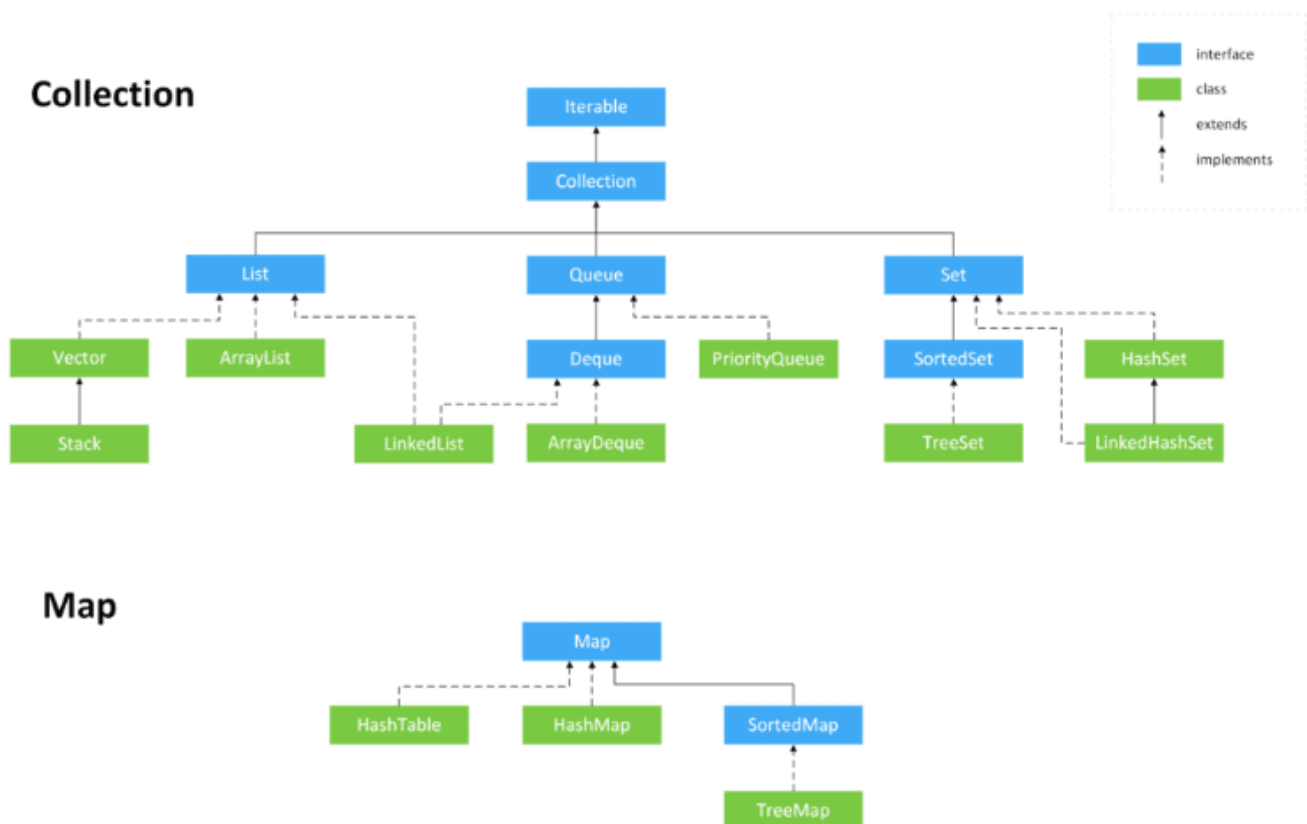 interface
class
extends
implements
Collection
Iterable
Collection
List
Queue
Set
Vector
ArrayList
Deque
PriorityQueue
SortedSet
HashSet
Stack
LinkedList
ArrayDeque
TreeSet
LinkedHashSet
Map
Map
HashTable
HashMap
SortedMap
TreeMap